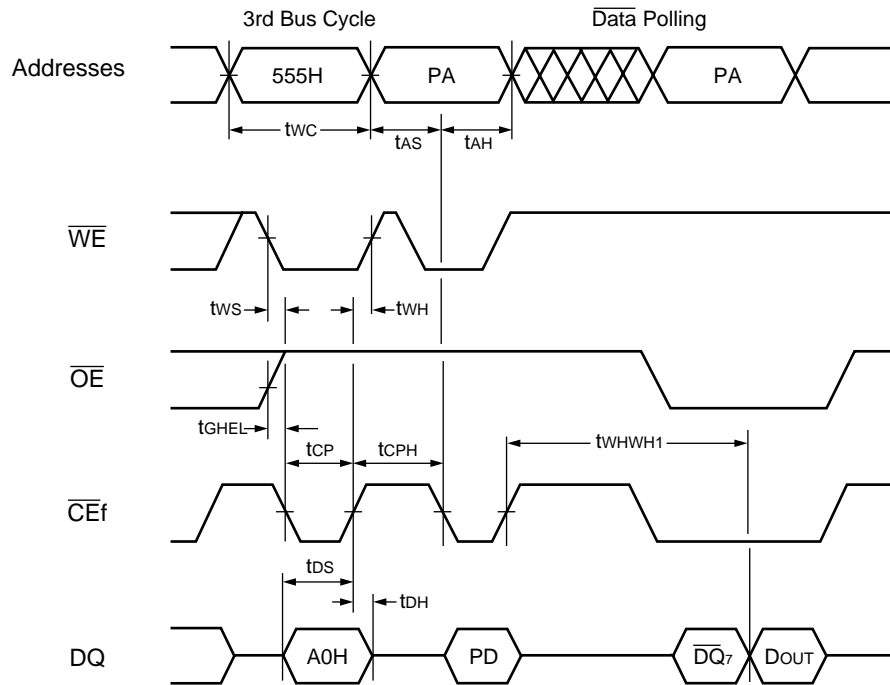 3rd Bus Cycle
Data Polling
Addresses
555H
PA
PA
tWC
tAS
tAH
WE
tWS
tWH
OE
tGHEL
tCP
tCPH
tWHWH1
CEf
tDS
tDH
DQ
A0H
PD
DQ7
DOUT